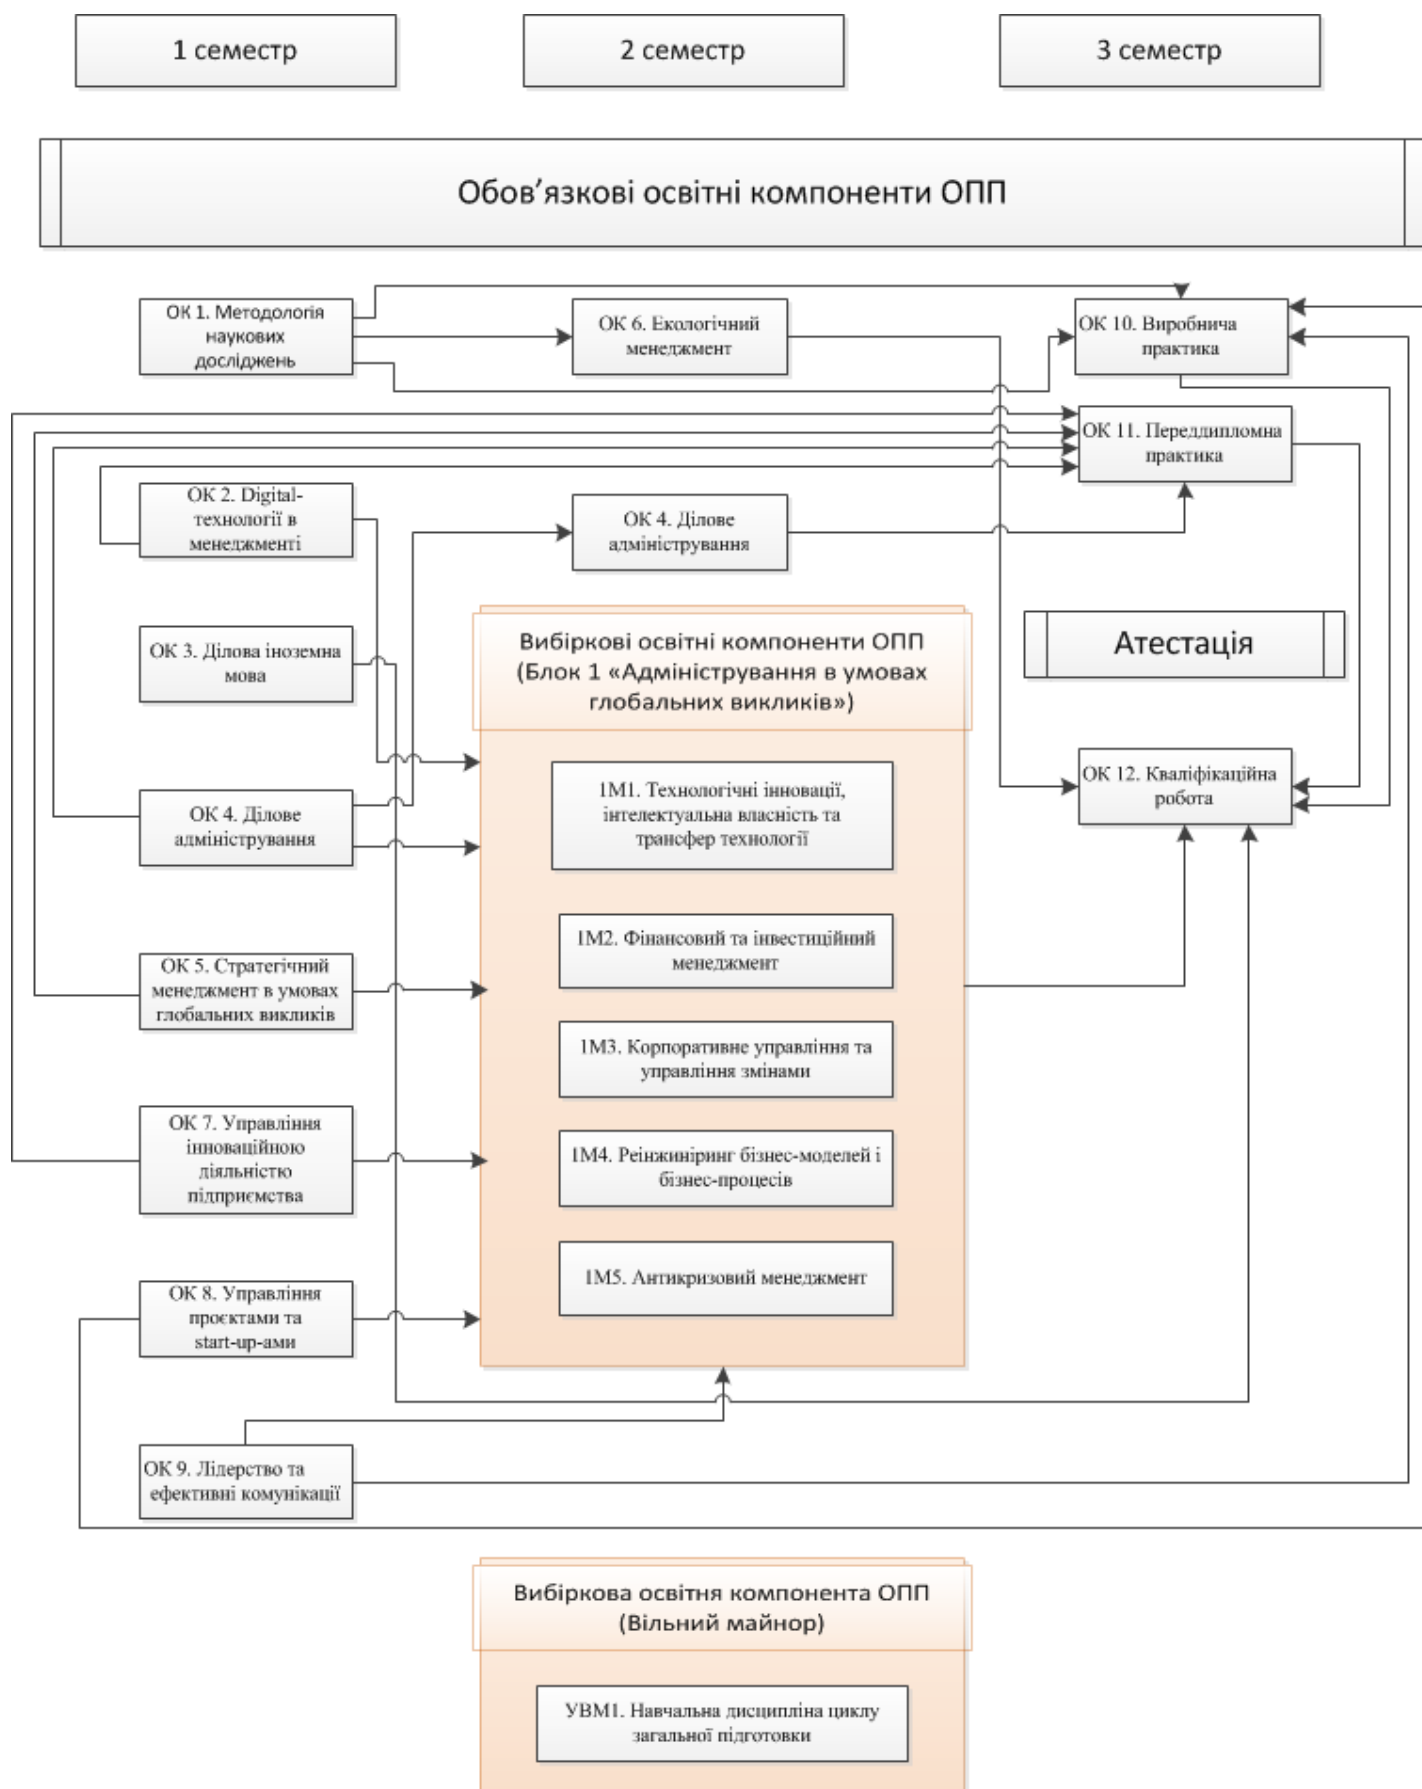 1 семестр
2 семестр
3 семестр
Обов’язкові освітні компоненти ОПП
ОК 1. Методологія
наукових
досліджень
ОК 6. Екологічний
менеджмент
ОК 10. Виробнича
практика
ОК 11. Переддипломна
практика
ОК 2. Digital-
технології в
менеджменті
ОК 4. Ділове
адміністрування
ОК 3. Ділова іноземна
мова
Вибіркові освітні компоненти ОПП
(Блок 1 «Адміністрування в умовах
глобальних викликів»)
Атестація
1М1. Технологічні інновації,
інтелектуальна власність та
трансфер технології
ОК 12. Кваліфікаційна
робота
ОК 4. Ділове
адміністрування
1М2. Фінансовий та інвестиційний
менеджмент
ОК 5. Стратегічний
менеджмент в умовах
глобальних викликів
1М3. Корпоративне управління та
управління змінами
ОК 7. Управління
інноваційною
діяльністю
підприємства
1М4. Реінжиніринг бізнес-моделей і
бізнес-процесів
1М5. Антикризовий менеджмент
ОК 8. Управління
проєктами та
start-up-ами
ОК 9. Лідерство та
ефективні комунікації
Вибіркова освітня компонента ОПП
(Вільний майнор)
УВМ1. Навчальна дисципліна циклу
загальної підготовки